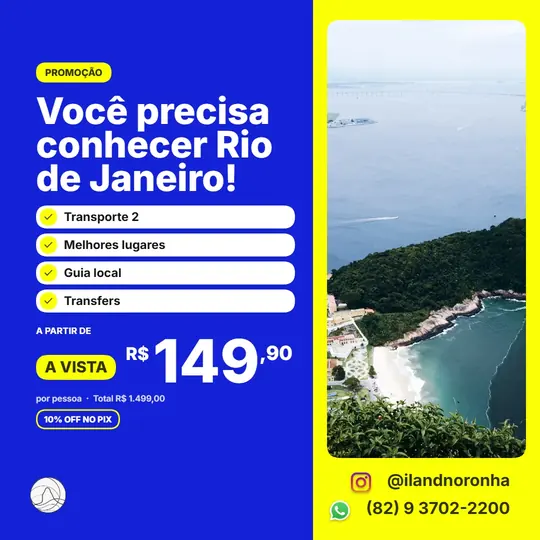 PROMOÇÃO
Você precisa
conhecer Rio
de Janeiro!
Transporte 2
Melhores lugares
Guia local
Transfers
A PARTIR DE
A VISTA
R$ 149,90
por pessoa · Total R$ 1.499,00
10% OFF NO PIX
@ilandnoronha
(82) 9 3702-2200